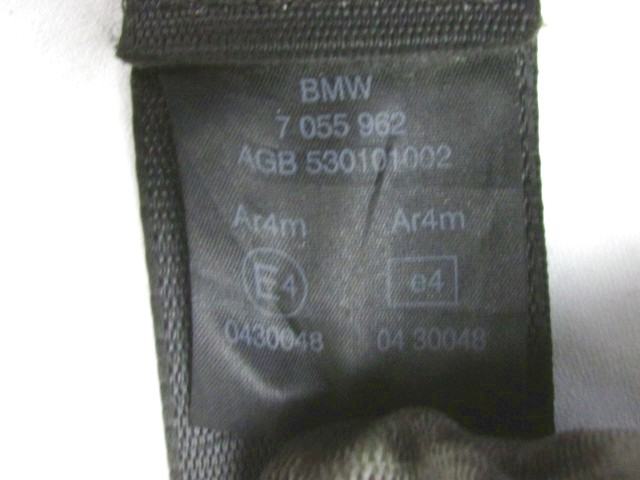 BMW
7 055 962
AGB 530101002
Ar4m Ar4m
E4 e4
0430048 04 30048